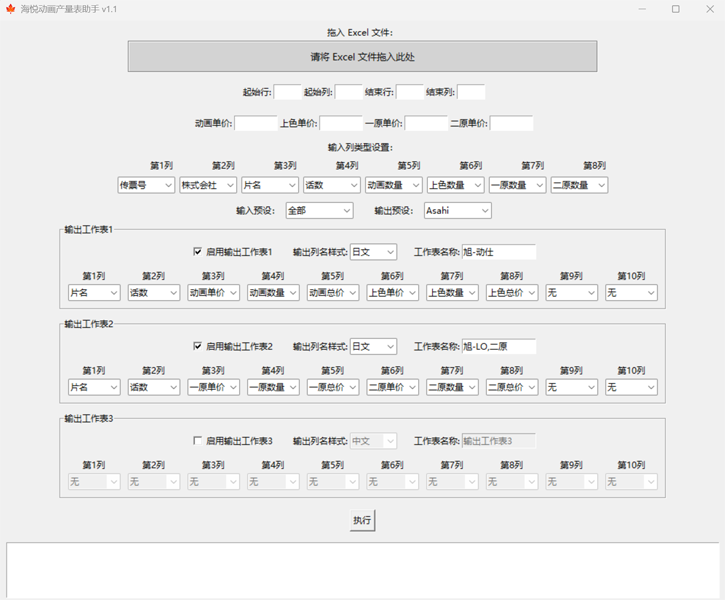 海悦动画产量表助手 v1.1
拖入 Excel 文件:
请将 Excel 文件拖入此处
起始行: 起始列: 结束行: 结束列:
动画单价: 上色单价: 一原单价: 二原单价:
输入列类型设置:
第1列 第2列 第3列 第4列 第5列 第6列 第7列 第8列
传票号 株式会社 片名 话数 动画数量 上色数量 一原数量 二原数量
输入预设: 全部 输出预设: Asahi
输出工作表1
启用输出工作表1 输出列名样式: 日文 工作表名称: 旭-动仕
第1列 第2列 第3列 第4列 第5列 第6列 第7列 第8列 第9列 第10列
片名 话数 动画单价 动画数量 动画总价 上色单价 上色数量 上色总价 无 无
输出工作表2
启用输出工作表2 输出列名样式: 日文 工作表名称: 旭-LO,二原
第1列 第2列 第3列 第4列 第5列 第6列 第7列 第8列 第9列 第10列
片名 话数 一原单价 一原数量 一原总价 二原单价 二原数量 二原总价 无 无
输出工作表3
启用输出工作表3 输出列名样式: 中文 工作表名称: 输出工作表3
第1列 第2列 第3列 第4列 第5列 第6列 第7列 第8列 第9列 第10列
无 无 无 无 无 无 无 无 无 无
执行